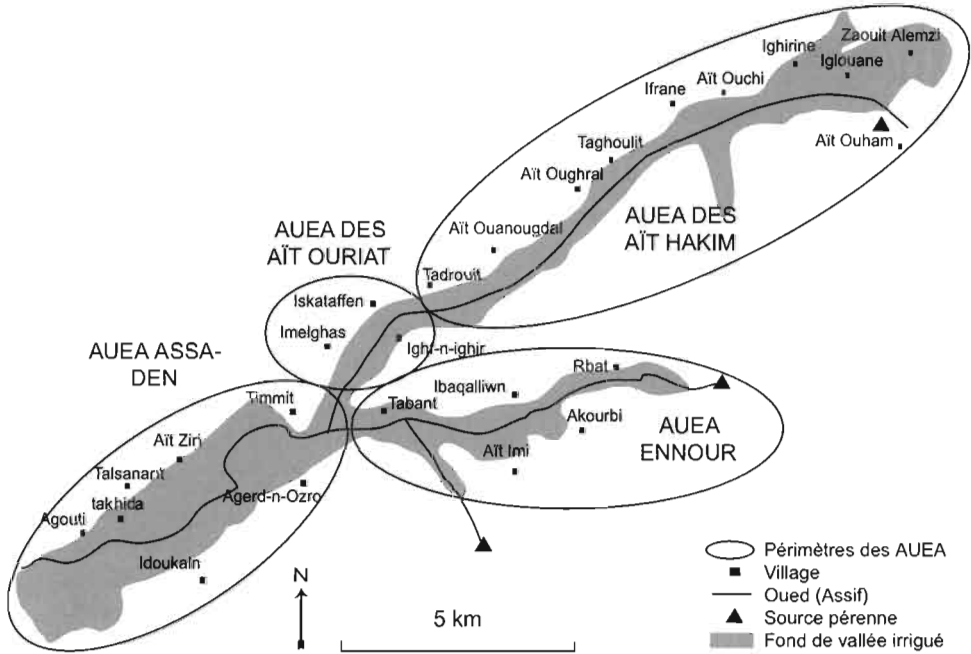 Zaouit Alemzi
Ighirine
Iglouane
Aït Ouchi
Ifrane
Aït Ouham
Taghoulit
Aït Oughral
AUEA DES
AÏT HAKIM
AUEA DES
AÏT OURIAT
Aït Ouanougdal
Tadrouit
Iskataffen
Imelghas
Ighr-n-ighir
AUEA ASSA-
DEN
Rbat
Ibaqalliwn
Timmit
Tabant
Akourbi
AUEA
ENNOUR
Aït Ziri
Aït Imi
Talsanant
Agerd-n-Ozro
takhida
Agouti
Idoukaln
N
5 km
Périmètres des AUEA
Village
Oued (Assif)
Source pérenne
Fond de vallée irrigué